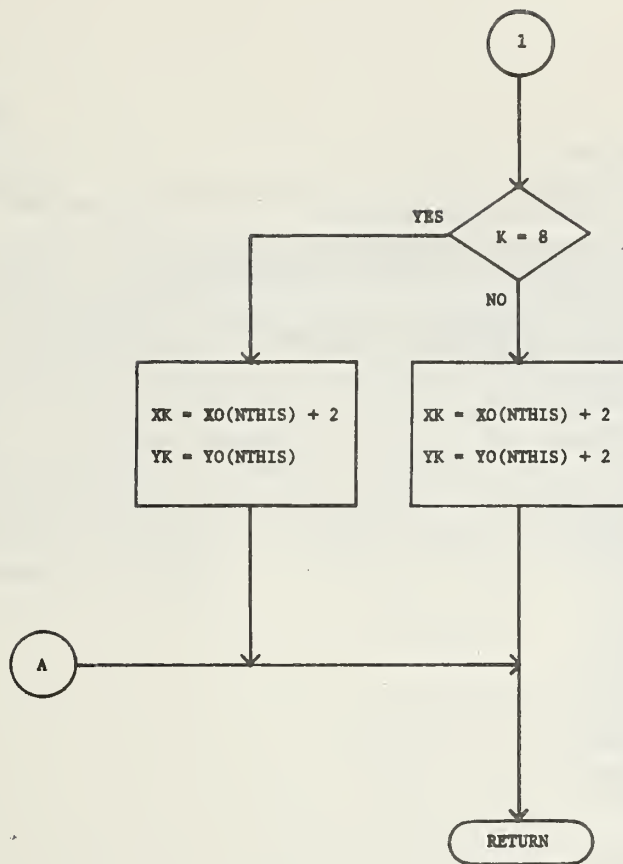 1
YES
K = 8
NO
XK = XO(NTHIS) + 2
YK = YO(NTHIS)
XK = XO(NTHIS) + 2
YK = YO(NTHIS) + 2
A
RETURN